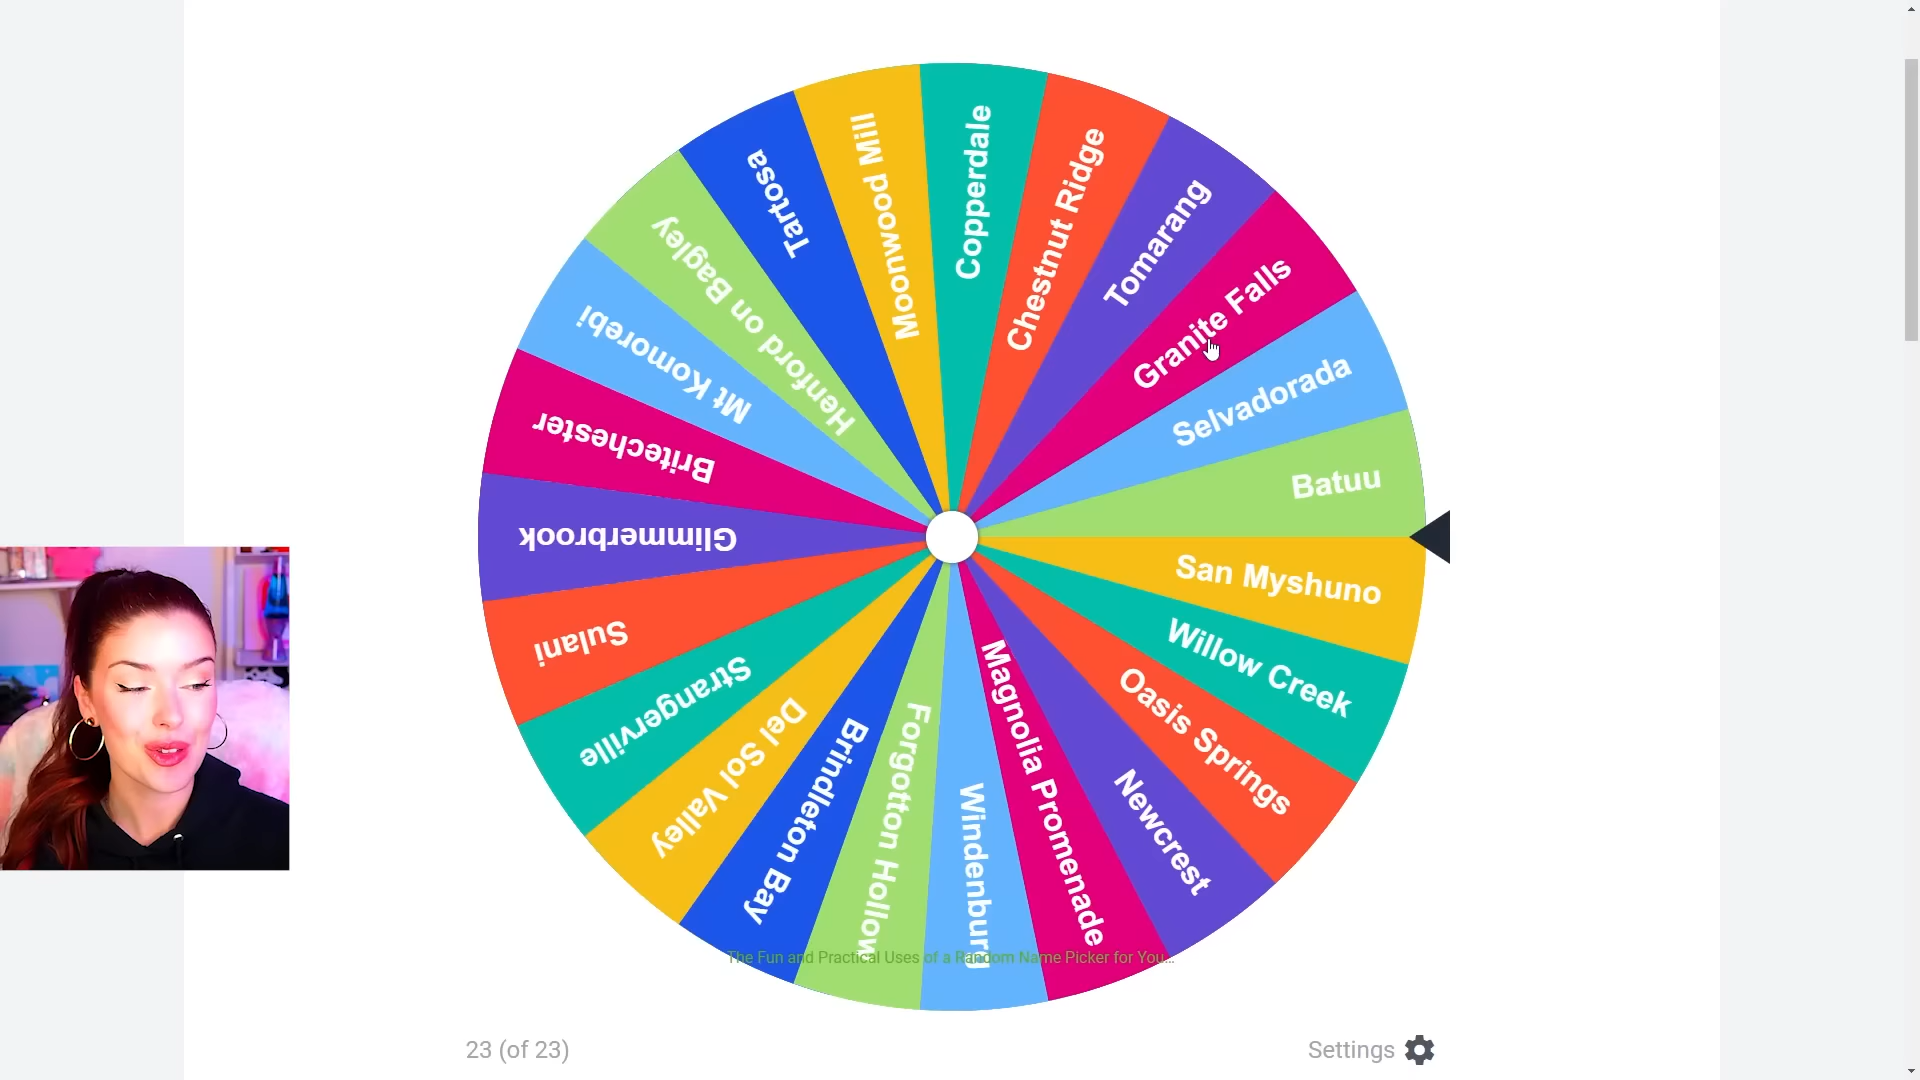 Copperdale
Chestnut Ridge
Tomarang
Granite Falls
Selvadorada
Batuu
San Myshuno
Willow Creek
Oasis Springs
Newcrest
Magnolia Promenade
Windenburg
Forgotton Hollow
Brindleton Bay
Del Sol Valley
Strangerville
Sulani
Glimmerbrook
Britechester
Mt Komorebi
Henford on Bagley
Tartosa
Moonwood Mill
The Fun and Practical Uses of a Random Name Picker for You...
23 (of 23)
Settings